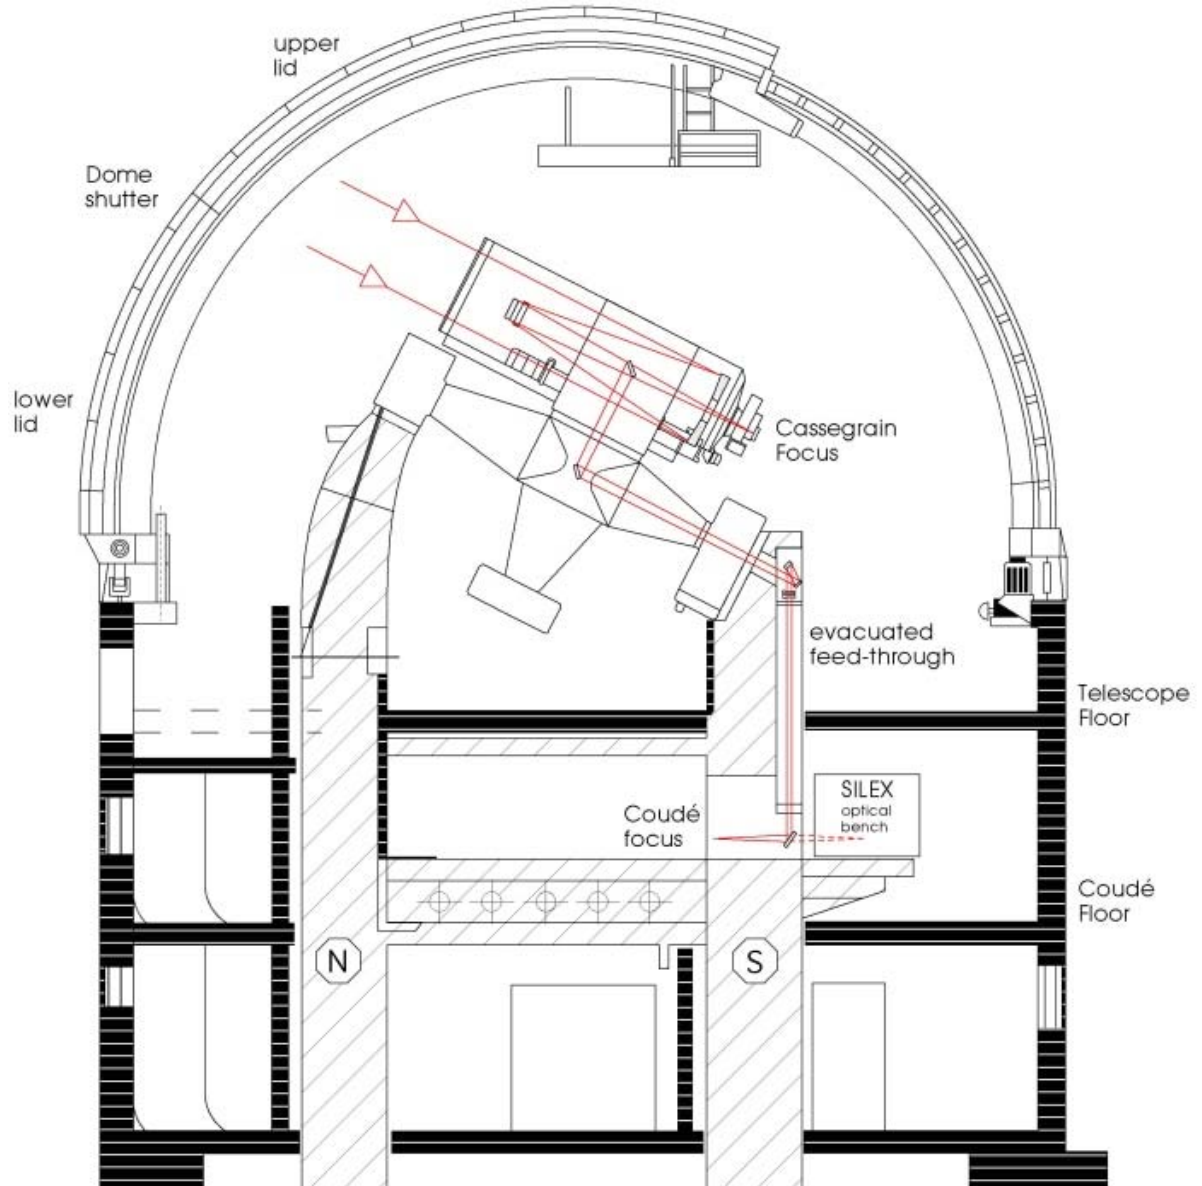 upper
lid
Dome
shutter
lower
lid
Cassegrain
Focus
evacuated
feed-through
Telescope
Floor
SILEX
optical
bench
Coudé
focus
Coudé
Floor
N
S